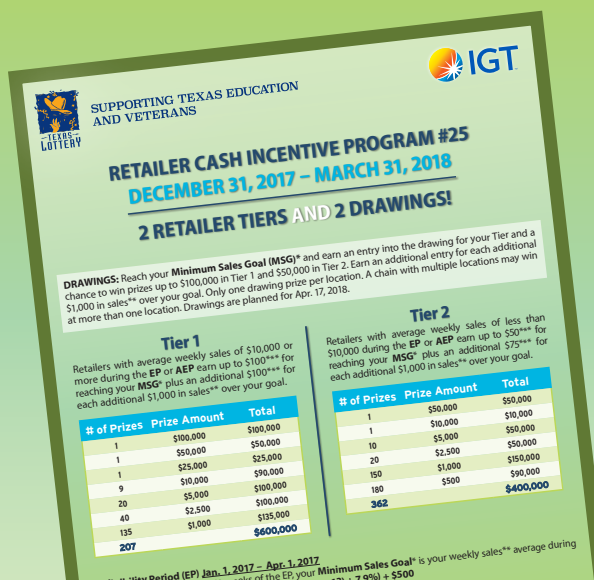 TEXAS
LOTTERY
SUPPORTING TEXAS EDUCATION
AND VETERANS
IGT
RETAILER CASH INCENTIVE PROGRAM #25
DECEMBER 31, 2017 – MARCH 31, 2018
2 RETAILER TIERS AND 2 DRAWINGS!
DRAWINGS: Reach your Minimum Sales Goal (MSG)* and earn an entry into the drawing for your Tier and a
chance to win prizes up to $100,000 in Tier 1 and $50,000 in Tier 2. Earn an additional entry for each additional
$1,000 in sales** over your goal. Only one drawing prize per location. A chain with multiple locations may win
at more than one location. Drawings are planned for Apr. 17, 2018.
Tier 1
Retailers with average weekly sales of $10,000 or
more during the EP or AEP earn up to $100*** for
reaching your MSG* plus an additional $100*** for
each additional $1,000 in sales** over your goal.
# of Prizes Prize Amount Total
1 $100,000 $100,000
1 $50,000 $50,000
1 $25,000 $25,000
9 $10,000 $90,000
20 $5,000 $100,000
40 $2,500 $100,000
135 $1,000 $135,000
207 $600,000
Tier 2
Retailers with average weekly sales of less than
$10,000 during the EP or AEP earn up to $50*** for
reaching your MSG* plus an additional $75*** for
each additional $1,000 in sales** over your goal.
# of Prizes Prize Amount Total
1 $50,000 $50,000
1 $10,000 $10,000
10 $5,000 $50,000
20 $2,500 $50,000
150 $1,000 $150,000
180 $500 $90,000
362 $400,000
Period (EP) Jan. 1, 2017 – Apr. 1, 2017
of the EP, your Minimum Sales Goal* is your weekly sales** average during
+ 7.9%) + $500